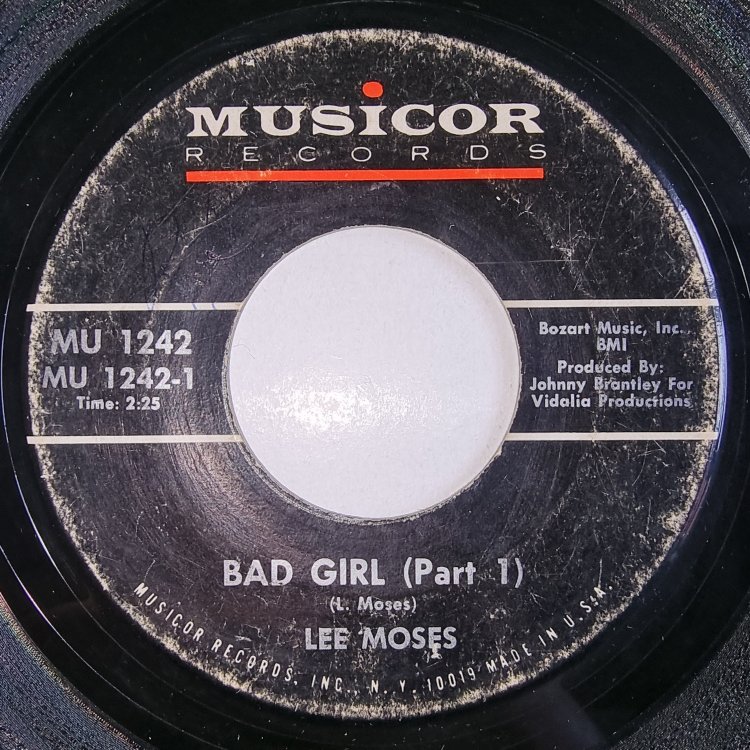 MUSICOR
RECORDS
MU 1242
MU 1242-1
Time: 2:25
Bozart Music, Inc.
BMI
Produced By:
Johnny Brantley For
Vidalia Productions
BAD GIRL (Part 1)
(L. Moses)
LEE MOSES
MUSICOR RECORDS, INC., N. Y. 10019 MADE IN U.S.A.